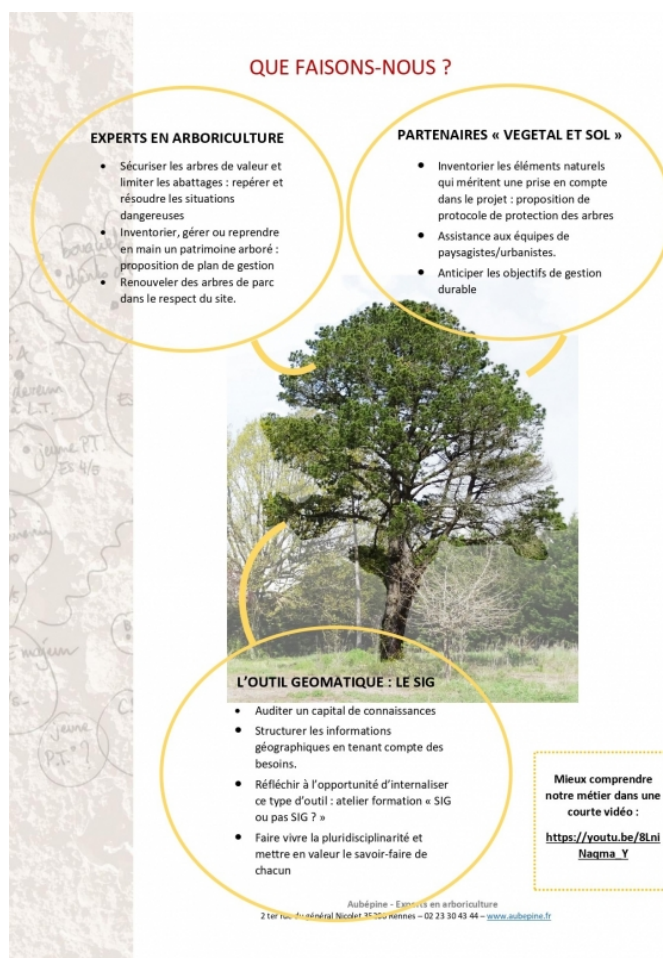 QUE FAISONS-NOUS ?
EXPERTS EN ARBORICULTURE
• Sécuriser les arbres de valeur et
limiter les abattages : repérer et
résoudre les situations
dangereuses
• Inventorier, gérer ou reprendre
en main un patrimoine arboré :
proposition de plan de gestion
• Renouveler des arbres de parc
dans le respect du site.
PARTENAIRES « VEGETAL ET SOL »
• Inventorier les éléments naturels
qui méritent une prise en compte
dans le projet : proposition de
protocole de protection des arbres
• Assistance aux équipes de
paysagistes/urbanistes.
• Anticiper les objectifs de gestion
durable
jeune P.T.
Es 4/6
E majeur
jeune
P.T. ?
L’OUTIL GEOMATIQUE : LE SIG
• Auditer un capital de connaissances
• Structurer les informations
géographiques en tenant compte des
besoins.
• Réfléchir à l’opportunité d’internaliser
ce type d’outil : atelier formation « SIG
ou pas SIG ? »
• Faire vivre la pluridisciplinarité et
mettre en valeur le savoir-faire de
chacun
Mieux comprendre
notre métier dans une
courte vidéo :
https://youtu.be/8Lni
Naqma_Y
Aubépine - Experts en arboriculture
2 ter rue du général Nicolet 35200 Rennes – 02 23 30 43 44 – www.aubepine.fr